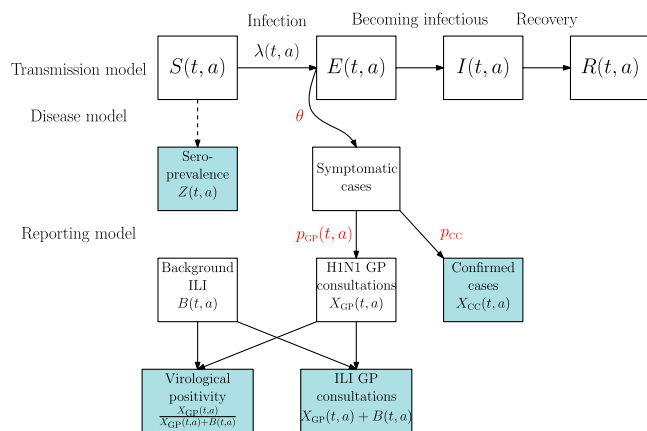 Infection
Becoming infectious
Recovery
Transmission model
S(t, a)
λ(t, a)
E(t, a)
I(t, a)
R(t, a)
Disease model
θ
Sero-
prevalence
Z(t, a)
Symptomatic
cases
Reporting model
p_GP(t, a)
p_CC
Background
ILI
B(t, a)
H1N1 GP
consultations
X_GP(t, a)
Confirmed
cases
X_CC(t, a)
Virological
positivity
X_GP(t,a)
X_GP(t,a)+B(t,a)
ILI GP
consultations
X_GP(t, a) + B(t, a)